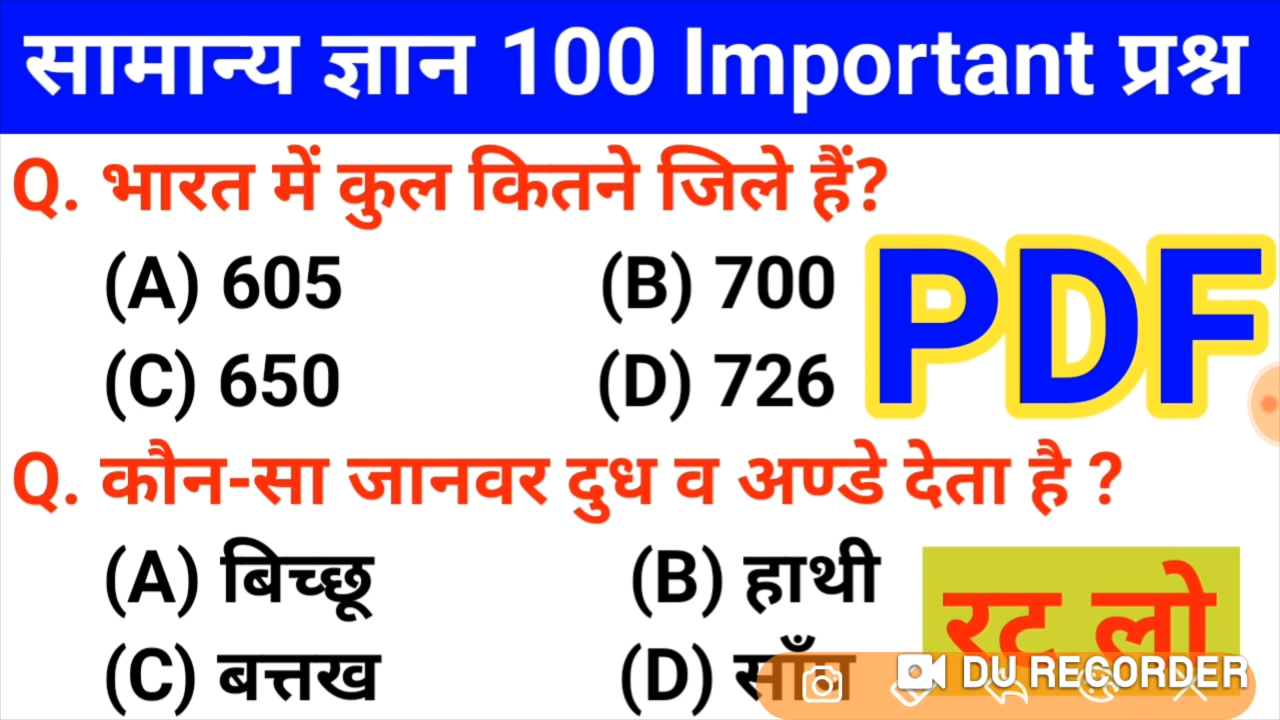 सामान्य ज्ञान 100 Important प्रश्न
Q. भारत में कुल कितने जिले हैं?
(A) 605 (B) 700
(C) 650 (D) 726
PDF
Q. कौन-सा जानवर दुध व अण्डे देता है ?
(A) बिच्छू (B) हाथी
(C) बत्तख (D) साँप
रट लो
DU RECORDER